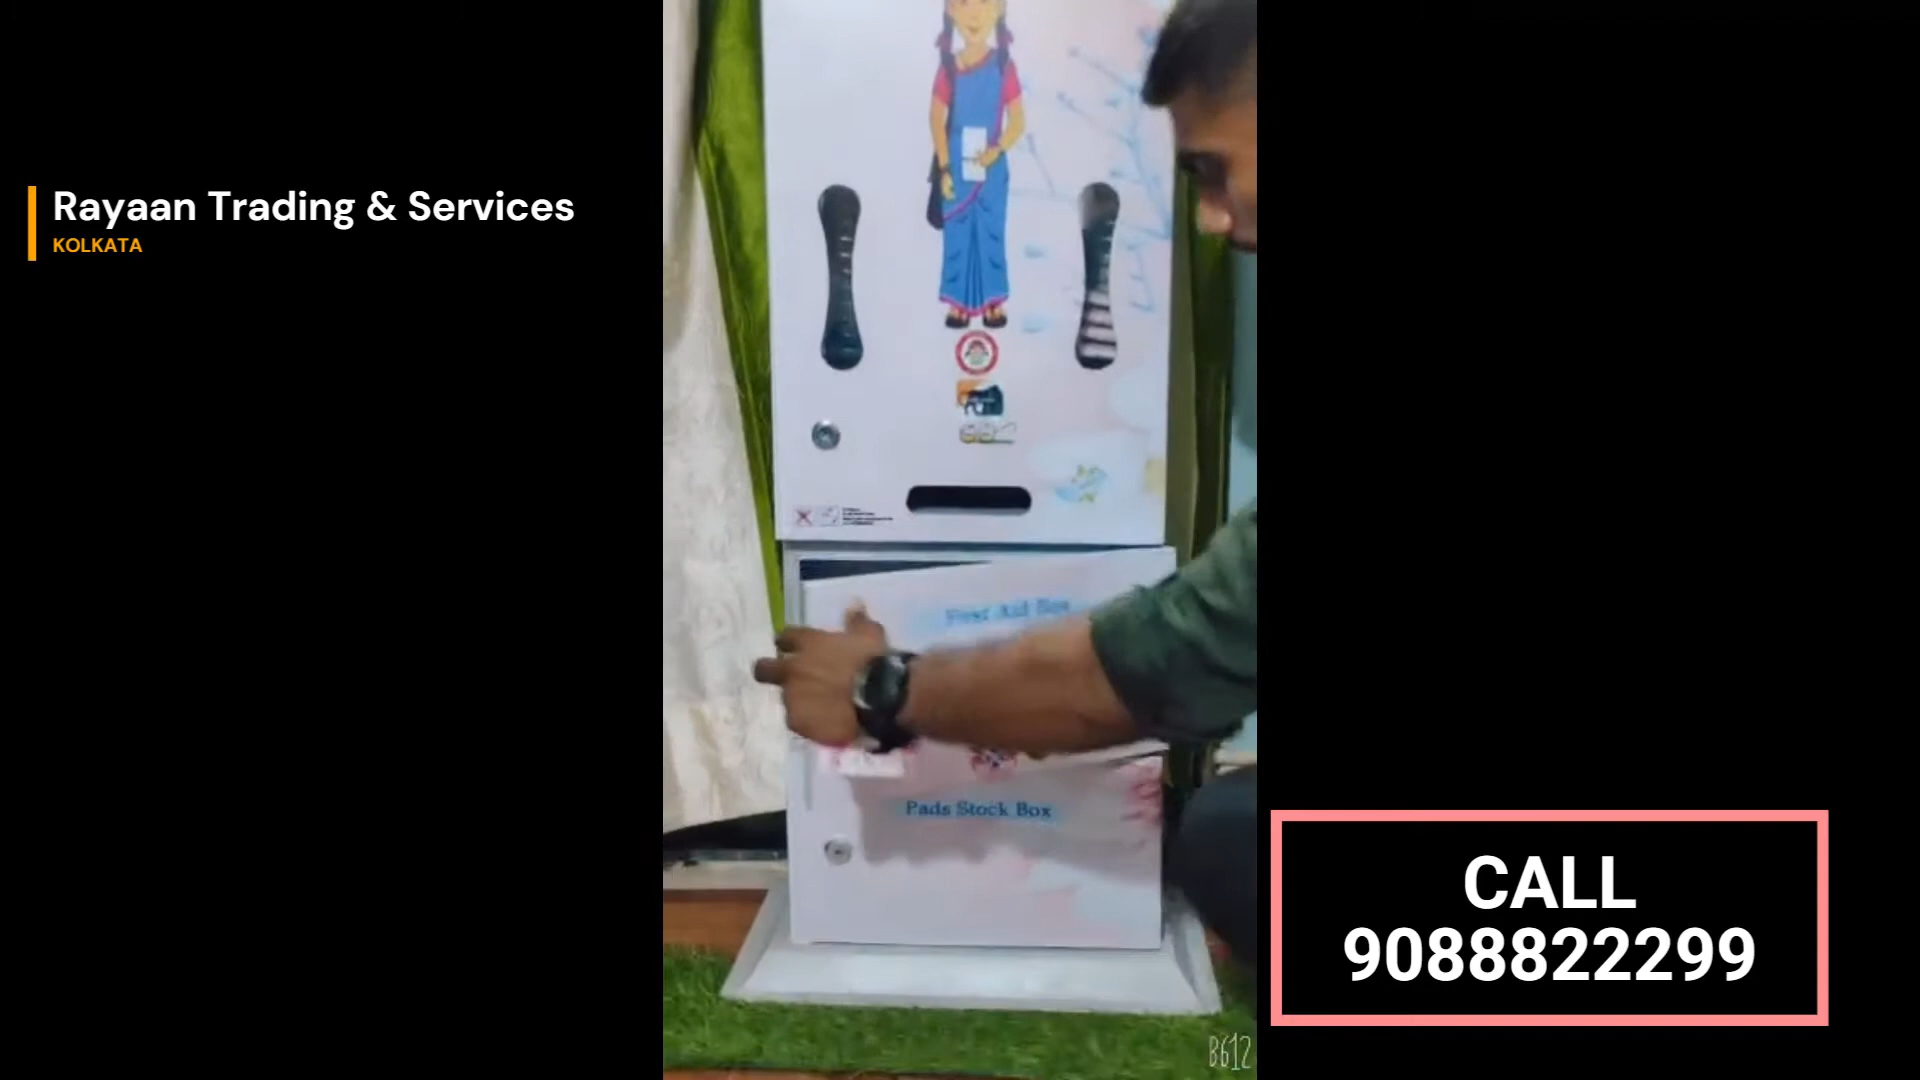 Rayaan Trading & Services
KOLKATA
First Aid Box
Pads Stock Box
CALL
9088822299
B612